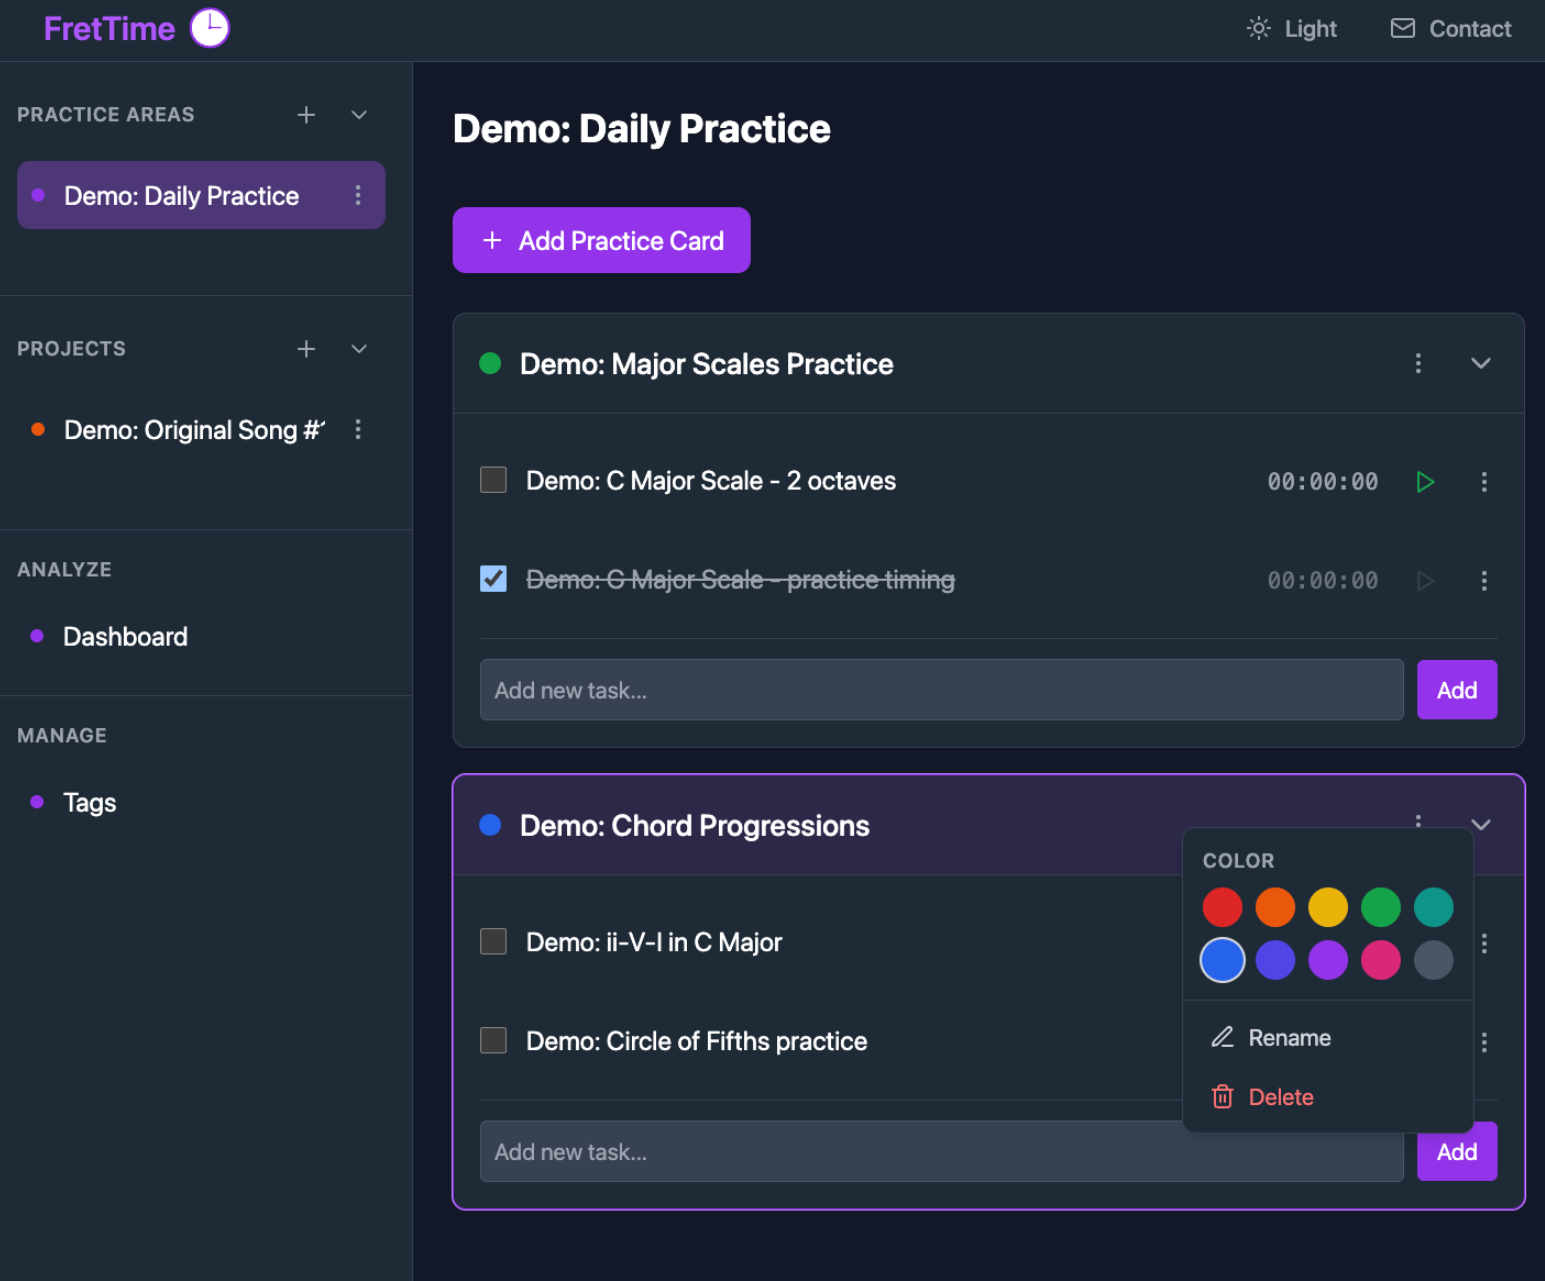 FretTime
Light
Contact
PRACTICE AREAS
Demo: Daily Practice
PROJECTS
Demo: Original Song #
ANALYZE
Dashboard
MANAGE
Tags
Demo: Daily Practice
Add Practice Card
Demo: Major Scales Practice
Demo: C Major Scale - 2 octaves
00:00:00
Demo: G Major Scale - practice timing
00:00:00
Add new task...
Add
Demo: Chord Progressions
COLOR
Demo: ii-V-I in C Major
Demo: Circle of Fifths practice
Rename
Delete
Add new task...
Add